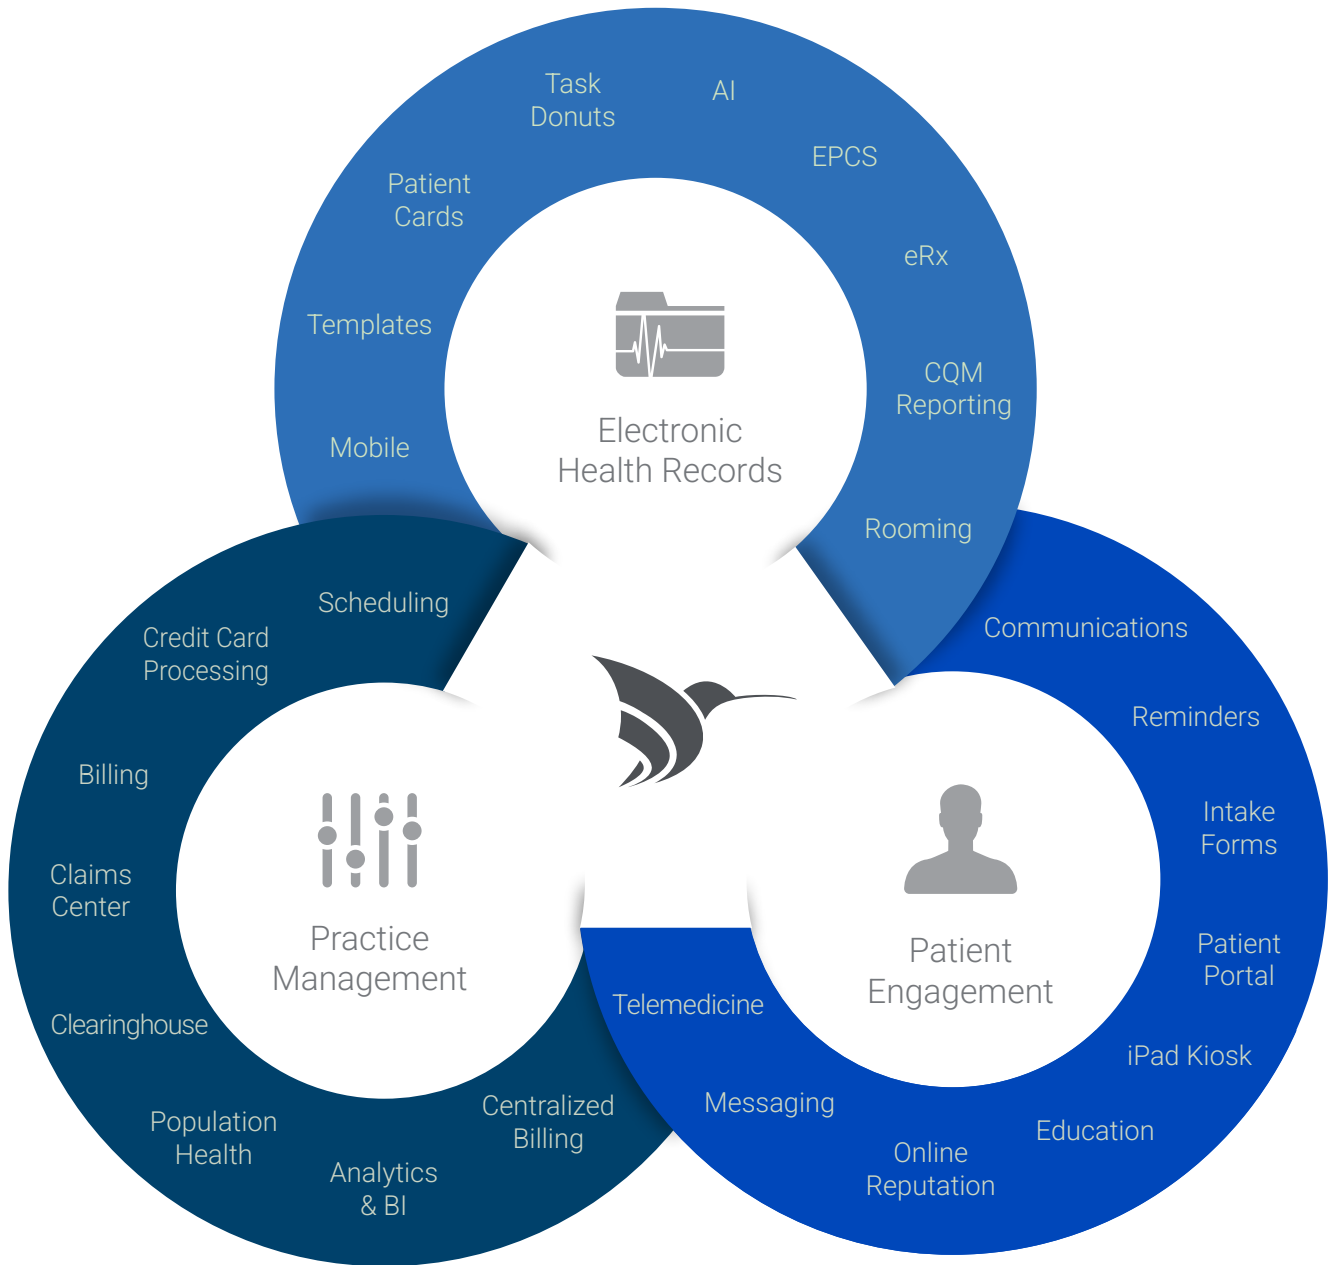 Task
Donuts
AI
EPCS
Patient
Cards
eRx
Templates
CQM
Reporting
Mobile
Rooming
Electronic
Health Records
Scheduling
Credit Card
Processing
Billing
Claims
Center
Clearinghouse
Population
Health
Analytics
& BI
Centralized
Billing
Practice
Management
Communications
Reminders
Intake
Forms
Patient
Portal
iPad Kiosk
Education
Online
Reputation
Messaging
Telemedicine
Patient
Engagement